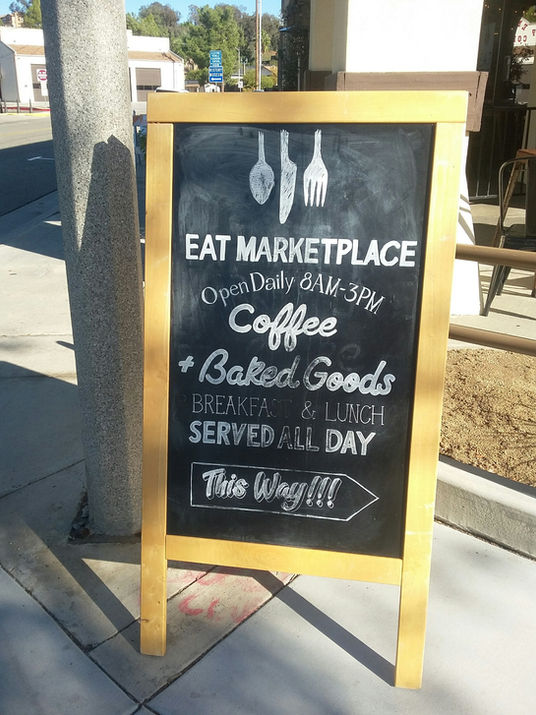 EAT MARKETPLACE
Open Daily 8AM-3PM
Coffee
+ Baked Goods
BREAKFAST & LUNCH
SERVED ALL DAY
This Way!!!